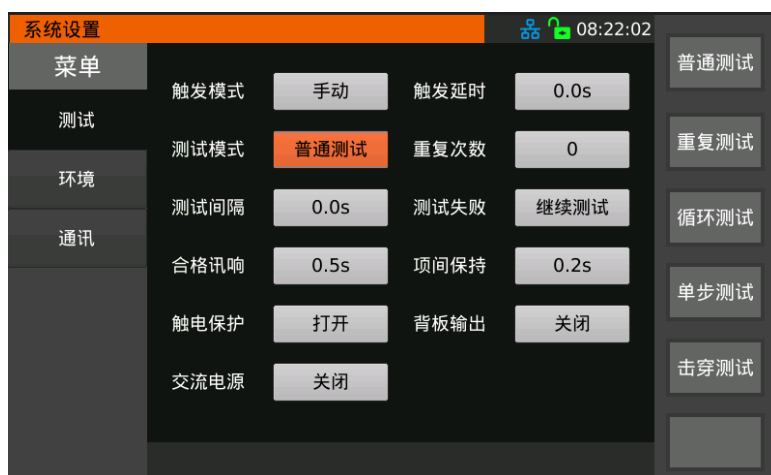 系统设置
08:22:02
菜单
测试
环境
通讯
触发模式 手动 触发延时 0.0s
测试模式 普通测试 重复次数 0
测试间隔 0.0s 测试失败 继续测试
合格讯响 0.5s 项间保持 0.2s
触电保护 打开 背板输出 关闭
交流电源 关闭
普通测试
重复测试
循环测试
单步测试
击穿测试